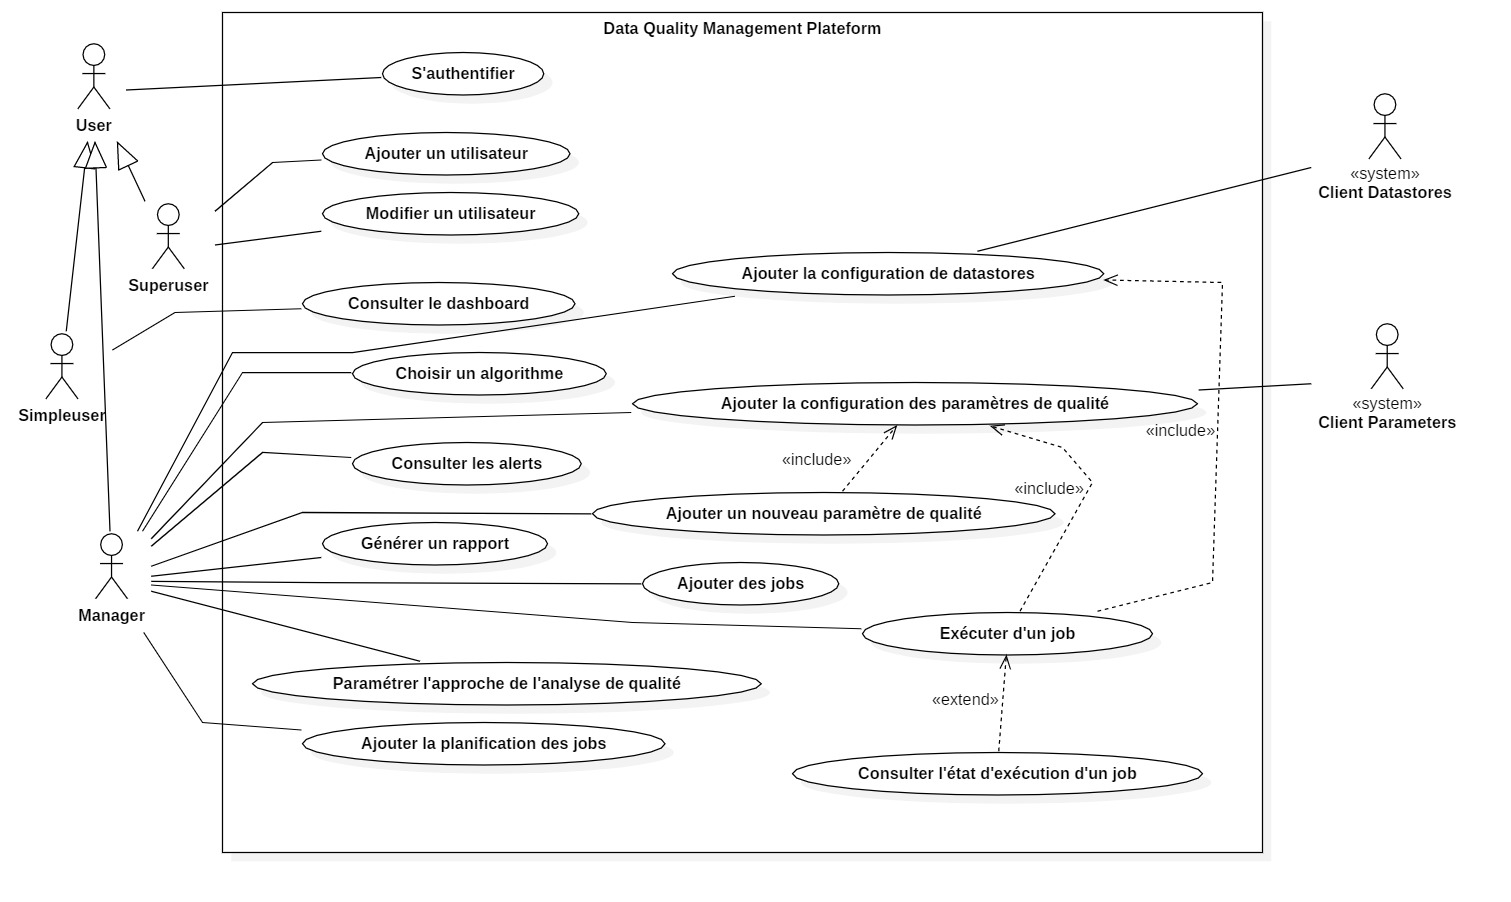 Data Quality Management Plateform
S'authentifier
User
Ajouter un utilisateur
«system»
Client Datastores
Modifier un utilisateur
Superuser
Ajouter la configuration de datastores
Consulter le dashboard
Choisir un algorithme
Simpleuser
Ajouter la configuration des paramètres de qualité
«system»
Client Parameters
«include»
Consulter les alerts
«include»
«include»
Ajouter un nouveau paramètre de qualité
Générer un rapport
Ajouter des jobs
Manager
Exécuter d'un job
Paramétrer l'approche de l'analyse de qualité
«extend»
Ajouter la planification des jobs
Consulter l'état d'exécution d'un job